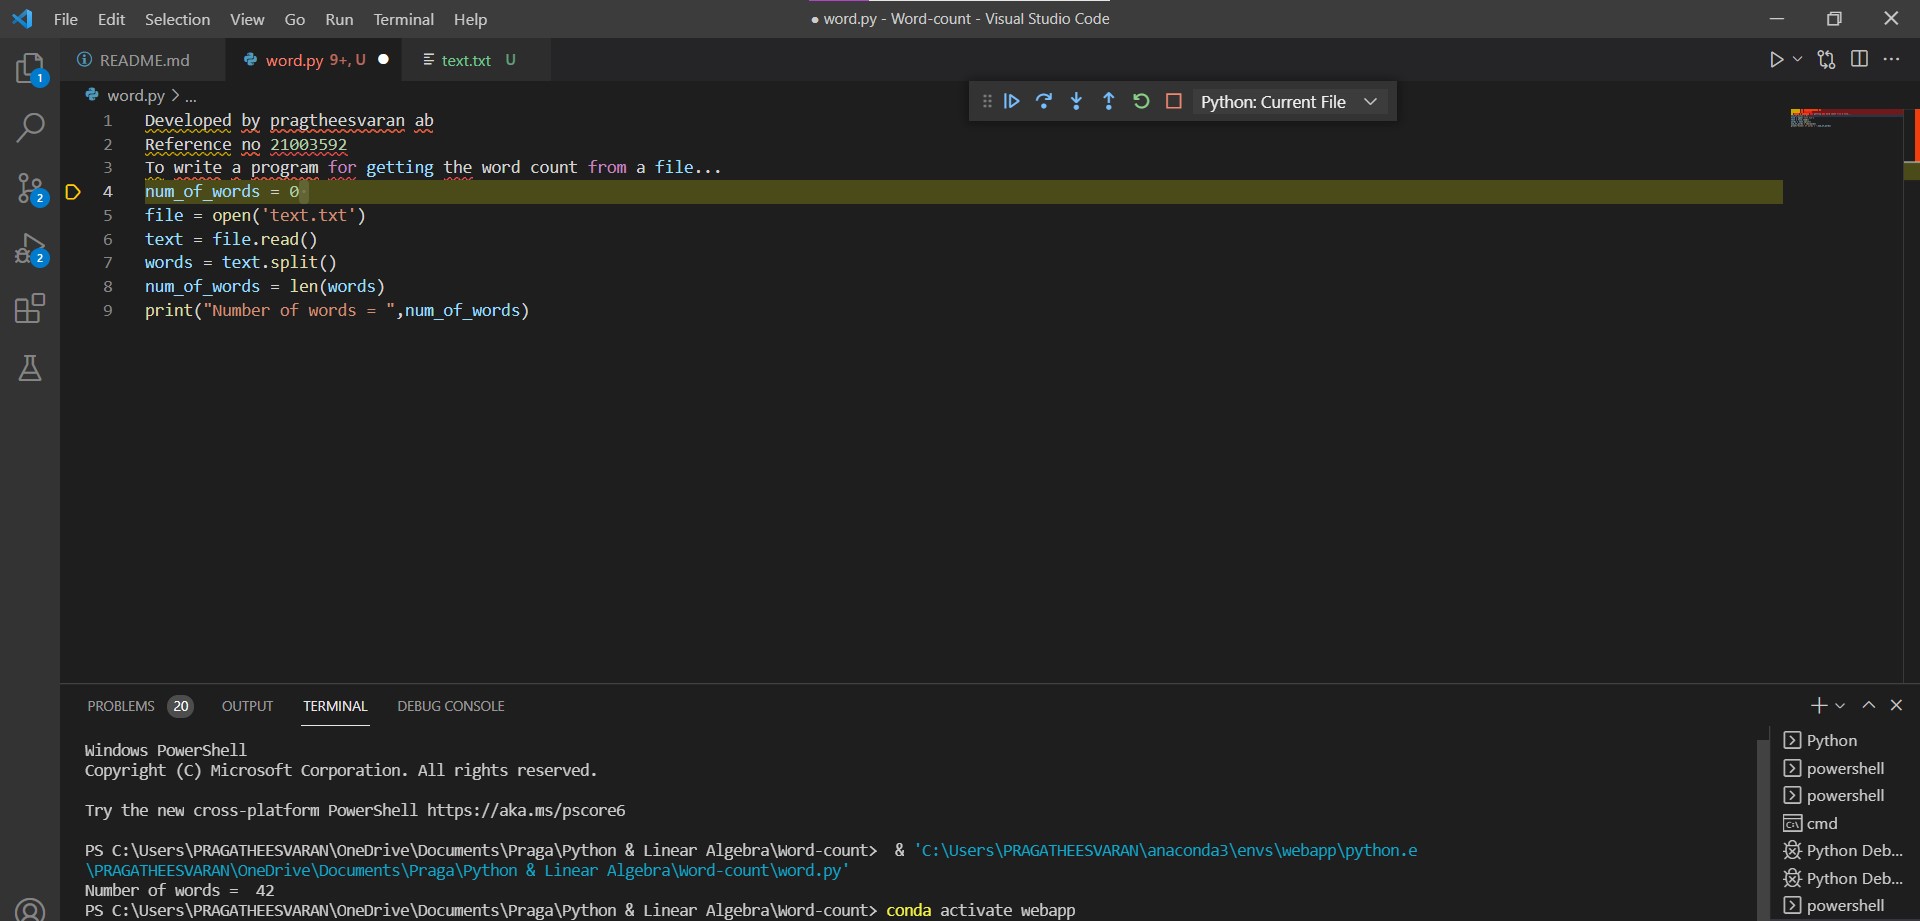 File Edit Selection View Go Run Terminal Help
● word.py - Word-count - Visual Studio Code
README.md
word.py 9+, U
text.txt U
word.py > ...
Python: Current File
1 Developed by pragtheesvaran ab
2 Reference no 21003592
3 To write a program for getting the word count from a file...
4 num_of_words = 0
5 file = open('text.txt')
6 text = file.read()
7 words = text.split()
8 num_of_words = len(words)
9 print("Number of words = ",num_of_words)
1
2
2
PROBLEMS 20 OUTPUT TERMINAL DEBUG CONSOLE
Windows PowerShell
Copyright (C) Microsoft Corporation. All rights reserved.
Try the new cross-platform PowerShell https://aka.ms/pscore6
PS C:\Users\PRAGATHEESVARAN\OneDrive\Documents\Praga\Python & Linear Algebra\Word-count>  & 'C:\Users\PRAGATHEESVARAN\anaconda3\envs\webapp\python.e
\PRAGATHEESVARAN\OneDrive\Documents\Praga\Python & Linear Algebra\Word-count\word.py'
Number of words =  42
PS C:\Users\PRAGATHEESVARAN\OneDrive\Documents\Praga\Python & Linear Algebra\Word-count> conda activate webapp
Python
powershell
powershell
cmd
Python Deb...
Python Deb...
powershell